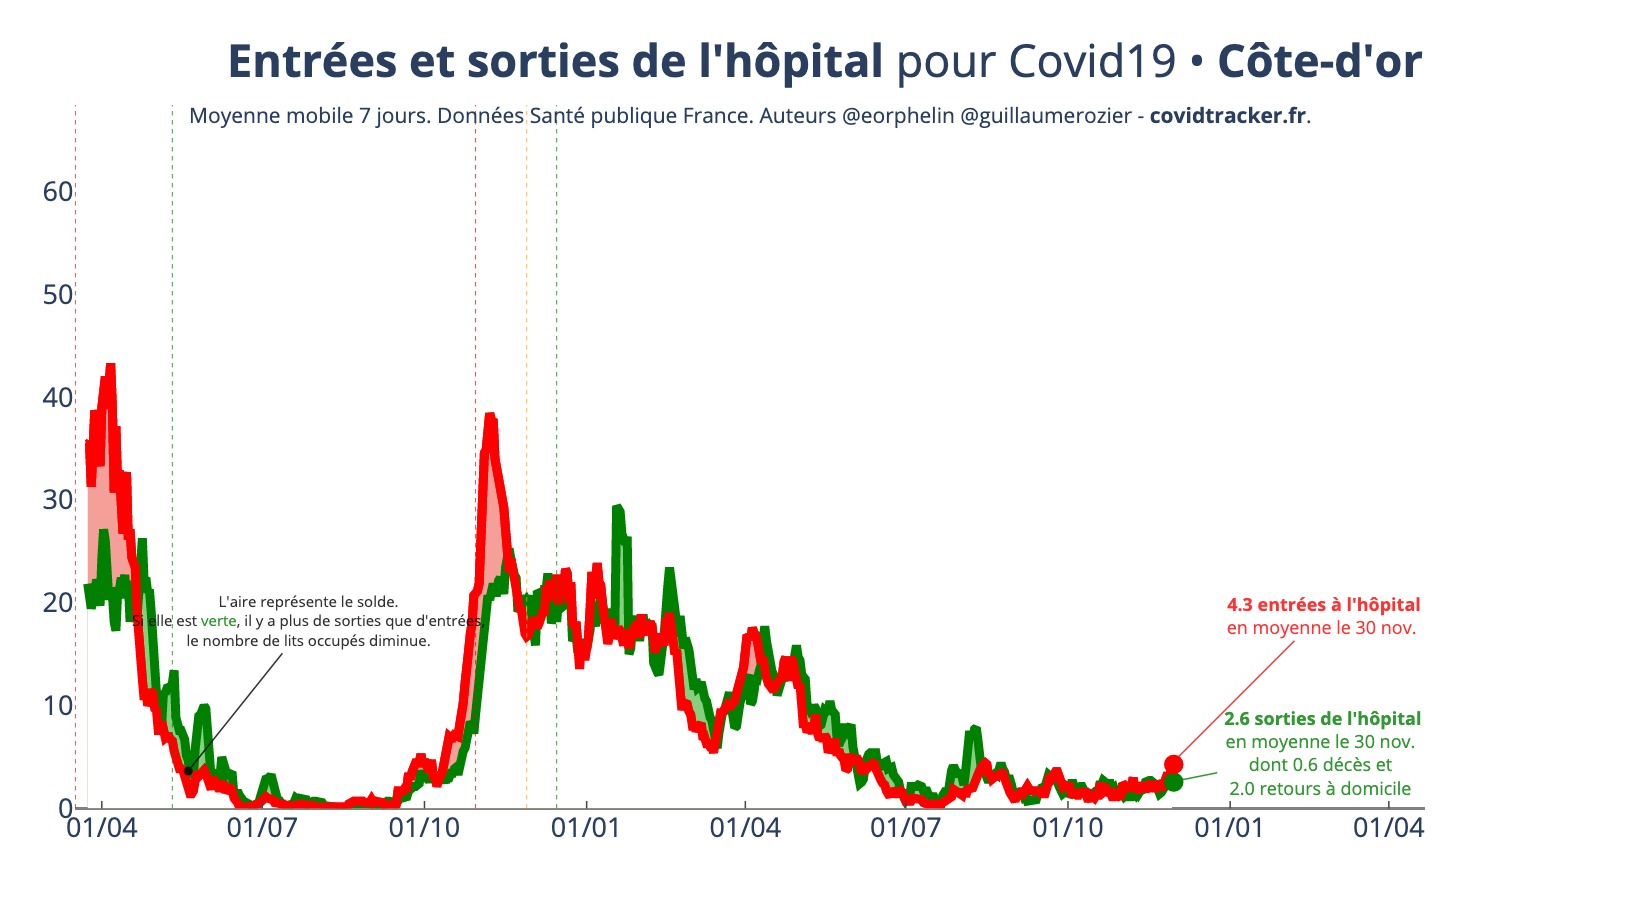 Entrées et sorties de l'hôpital pour Covid19 • Côte-d'or
Moyenne mobile 7 jours. Données Santé publique France. Auteurs @eorphelin @guillaumerozier - covidtracker.fr.
60
50
40
30
20
10
0
L'aire représente le solde.
Si elle est verte, il y a plus de sorties que d'entrées,
le nombre de lits occupés diminue.
4.3 entrées à l'hôpital
en moyenne le 30 nov.
2.6 sorties de l'hôpital
en moyenne le 30 nov.
dont 0.6 décès et
2.0 retours à domicile
01/04 01/07 01/10 01/01 01/04 01/07 01/10 01/01 01/04